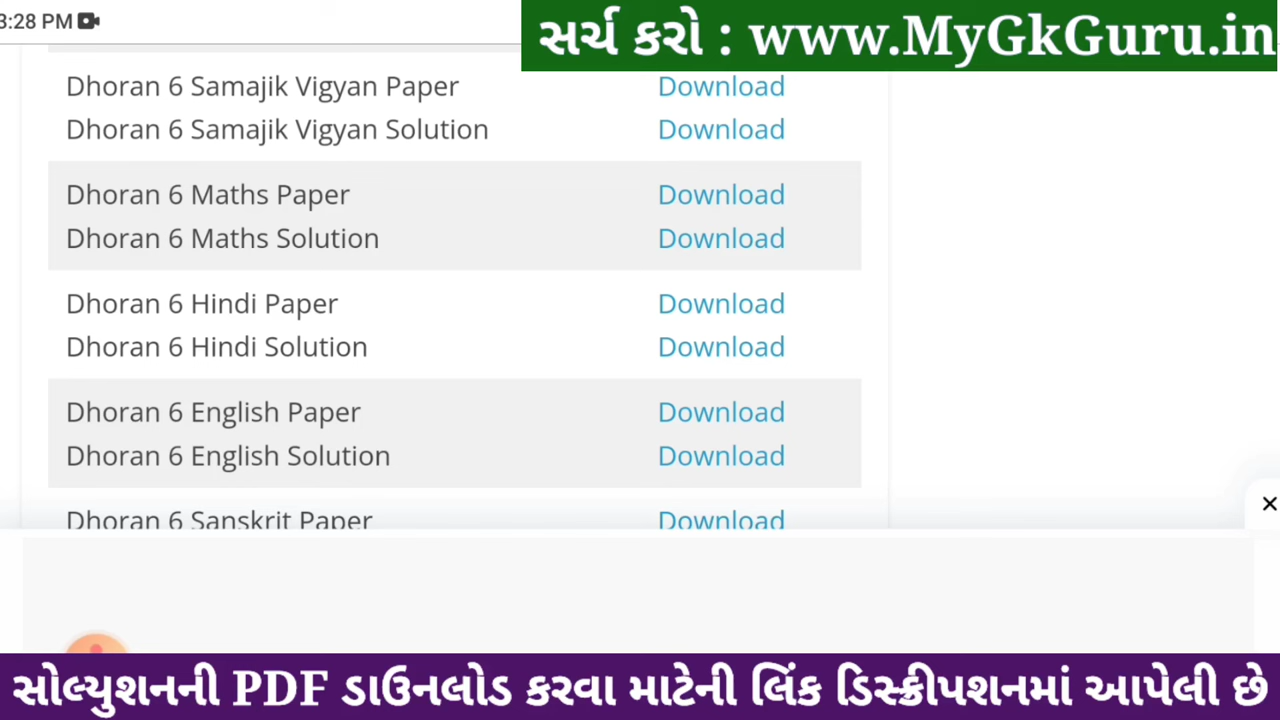 3:28 PM
સર્ચ કરો : www.MyGkGuru.in
Dhoran 6 Samajik Vigyan Paper Download
Dhoran 6 Samajik Vigyan Solution Download
Dhoran 6 Maths Paper Download
Dhoran 6 Maths Solution Download
Dhoran 6 Hindi Paper Download
Dhoran 6 Hindi Solution Download
Dhoran 6 English Paper Download
Dhoran 6 English Solution Download
Dhoran 6 Sanskrit Paper Download
સોલ્યુશનની PDF ડાઉનલોડ કરવા માટેની લિંક ડિસ્ક્રીપશનમાં આપેલી છે